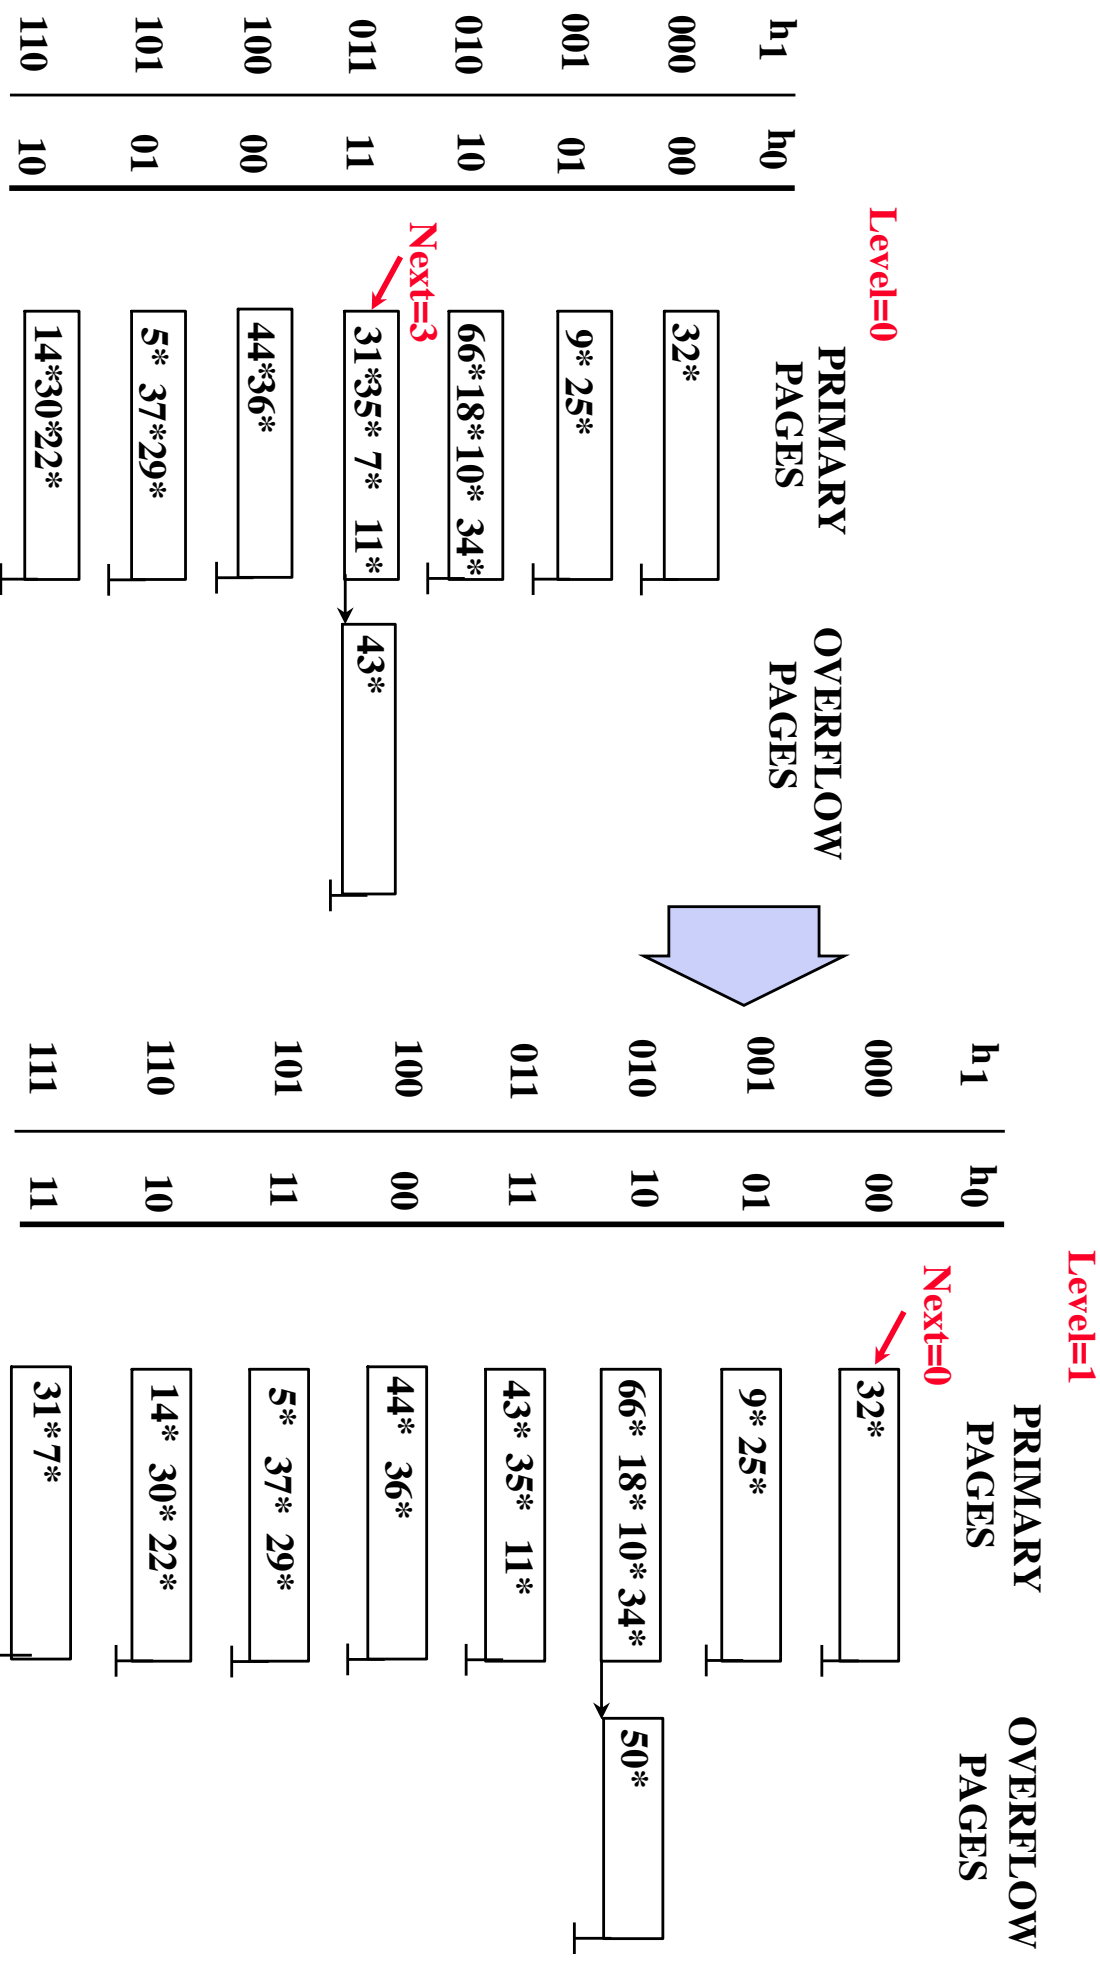 Level=0
h1 h0 PRIMARY PAGES OVERFLOW PAGES
000 00 32*
001 01 9* 25*
010 10 66*18*10* 34*
Next=3
011 11 31*35* 7* 11* 43*
100 00 44*36*
101 01 5* 37*29*
110 10 14*30*22*
Level=1
h1 h0 PRIMARY PAGES OVERFLOW PAGES
Next=0
000 00 32*
001 01 9* 25*
010 10 66* 18* 10* 34* 50*
011 11 43* 35* 11*
100 00 44* 36*
101 11 5* 37* 29*
110 10 14* 30* 22*
111 11 31*7*